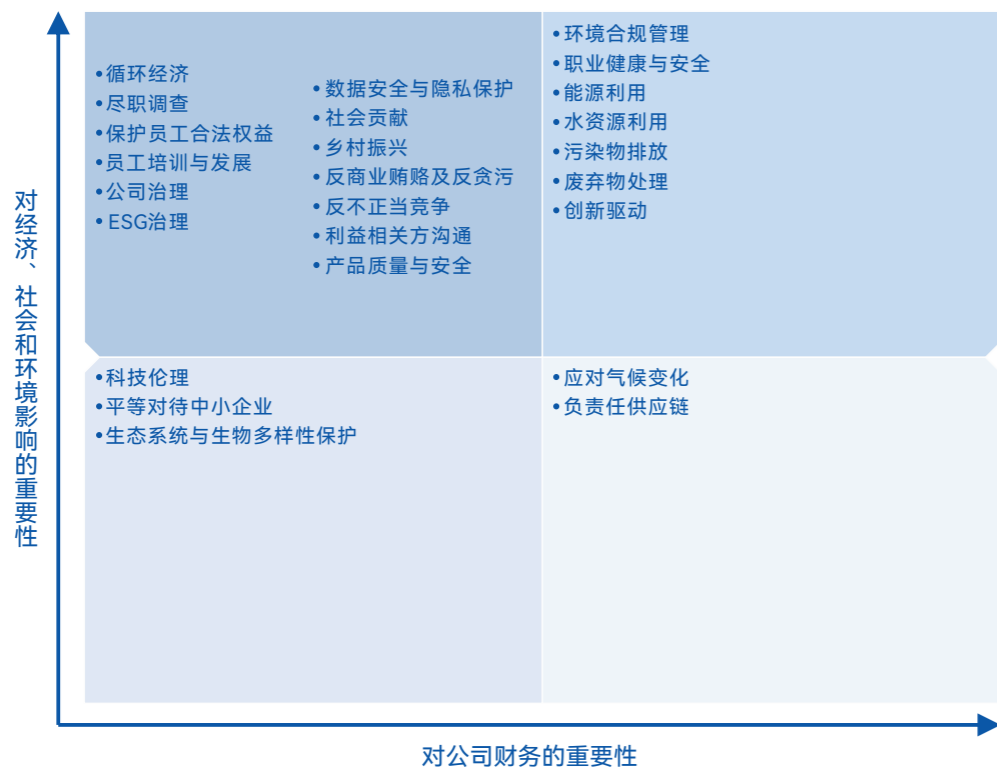 对经济、社会和环境影响的重要性
•循环经济
•尽职调查
•保护员工合法权益
•员工培训与发展
•公司治理
•ESG治理
•数据安全与隐私保护
•社会贡献
•乡村振兴
•反商业贿赂及反贪污
•反不正当竞争
•利益相关方沟通
•产品质量与安全
•环境合规管理
•职业健康与安全
•能源利用
•水资源利用
•污染物排放
•废弃物处理
•创新驱动
•科技伦理
•平等对待中小企业
•生态系统与生物多样性保护
•应对气候变化
•负责任供应链
对公司财务的重要性